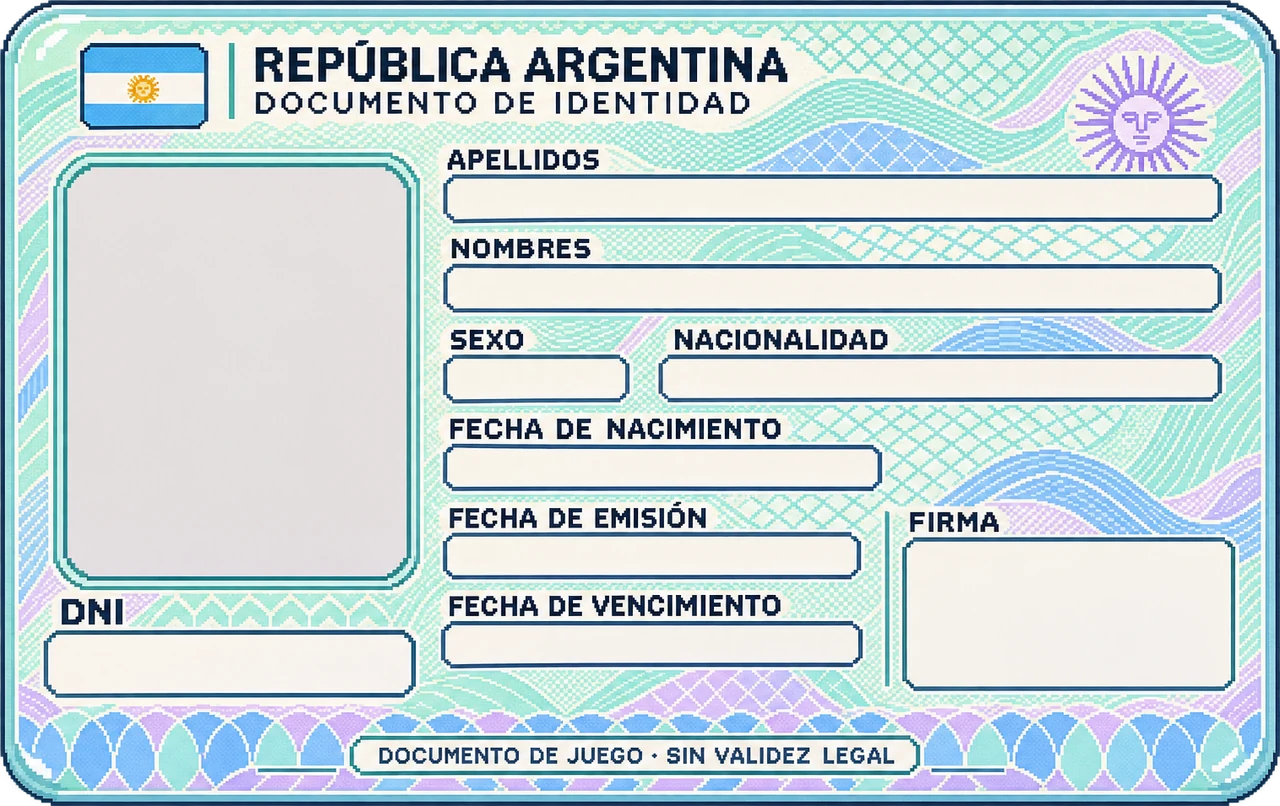 REPÚBLICA ARGENTINA
DOCUMENTO DE IDENTIDAD
APELLIDOS
NOMBRES
SEXO
NACIONALIDAD
FECHA DE NACIMIENTO
FECHA DE EMISIÓN
FIRMA
FECHA DE VENCIMIENTO
DNI
DOCUMENTO DE JUEGO · SIN VALIDEZ LEGAL